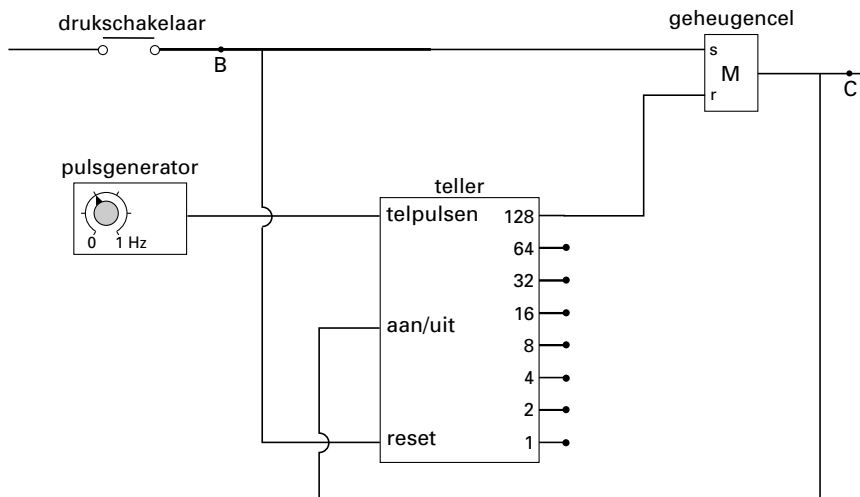 drukschakelaar
geheugencel
B
s
M
r
C
pulsgenerator
0 1 Hz
teller
telpulsen
128
64
32
16
aan/uit
8
4
2
reset
1